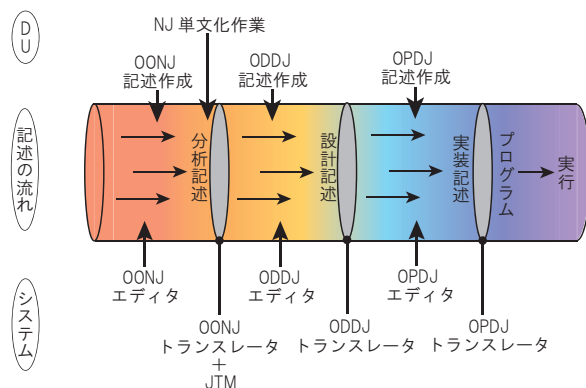 DU
NJ 単文化作業
OONJ
記述作成
ODDJ
記述作成
OPDJ
記述作成
記述の流れ
分析記述
設計記述
実装記述
プログラム
実行
システム
OONJ
エディタ
ODDJ
エディタ
OPDJ
エディタ
OONJ
トランスレータ
＋
JTM
ODDJ
トランスレータ
OPDJ
トランスレータ